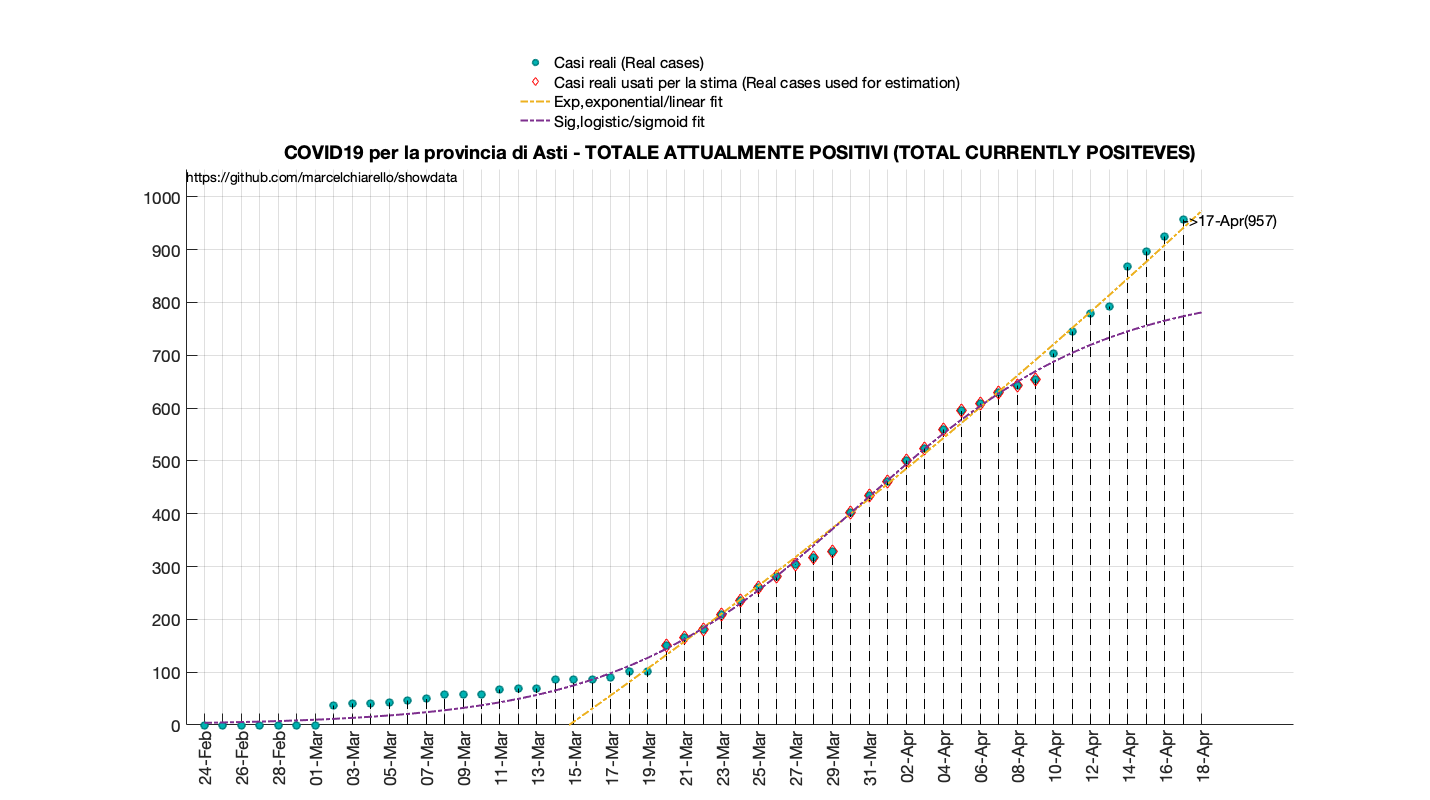 Casi reali (Real cases)
Casi reali usati per la stima (Real cases used for estimation)
Exp,exponential/linear fit
Sig,logistic/sigmoid fit
COVID19 per la provincia di Asti - TOTALE ATTUALMENTE POSITIVI (TOTAL CURRENTLY POSITEVES)
https://github.com/marcelchiarello/showdata
1000
900
800
700
600
500
400
300
200
100
0
->17-Apr(957)
24-Feb
26-Feb
28-Feb
01-Mar
03-Mar
05-Mar
07-Mar
09-Mar
11-Mar
13-Mar
15-Mar
17-Mar
19-Mar
21-Mar
23-Mar
25-Mar
27-Mar
29-Mar
31-Mar
02-Apr
04-Apr
06-Apr
08-Apr
10-Apr
12-Apr
14-Apr
16-Apr
18-Apr